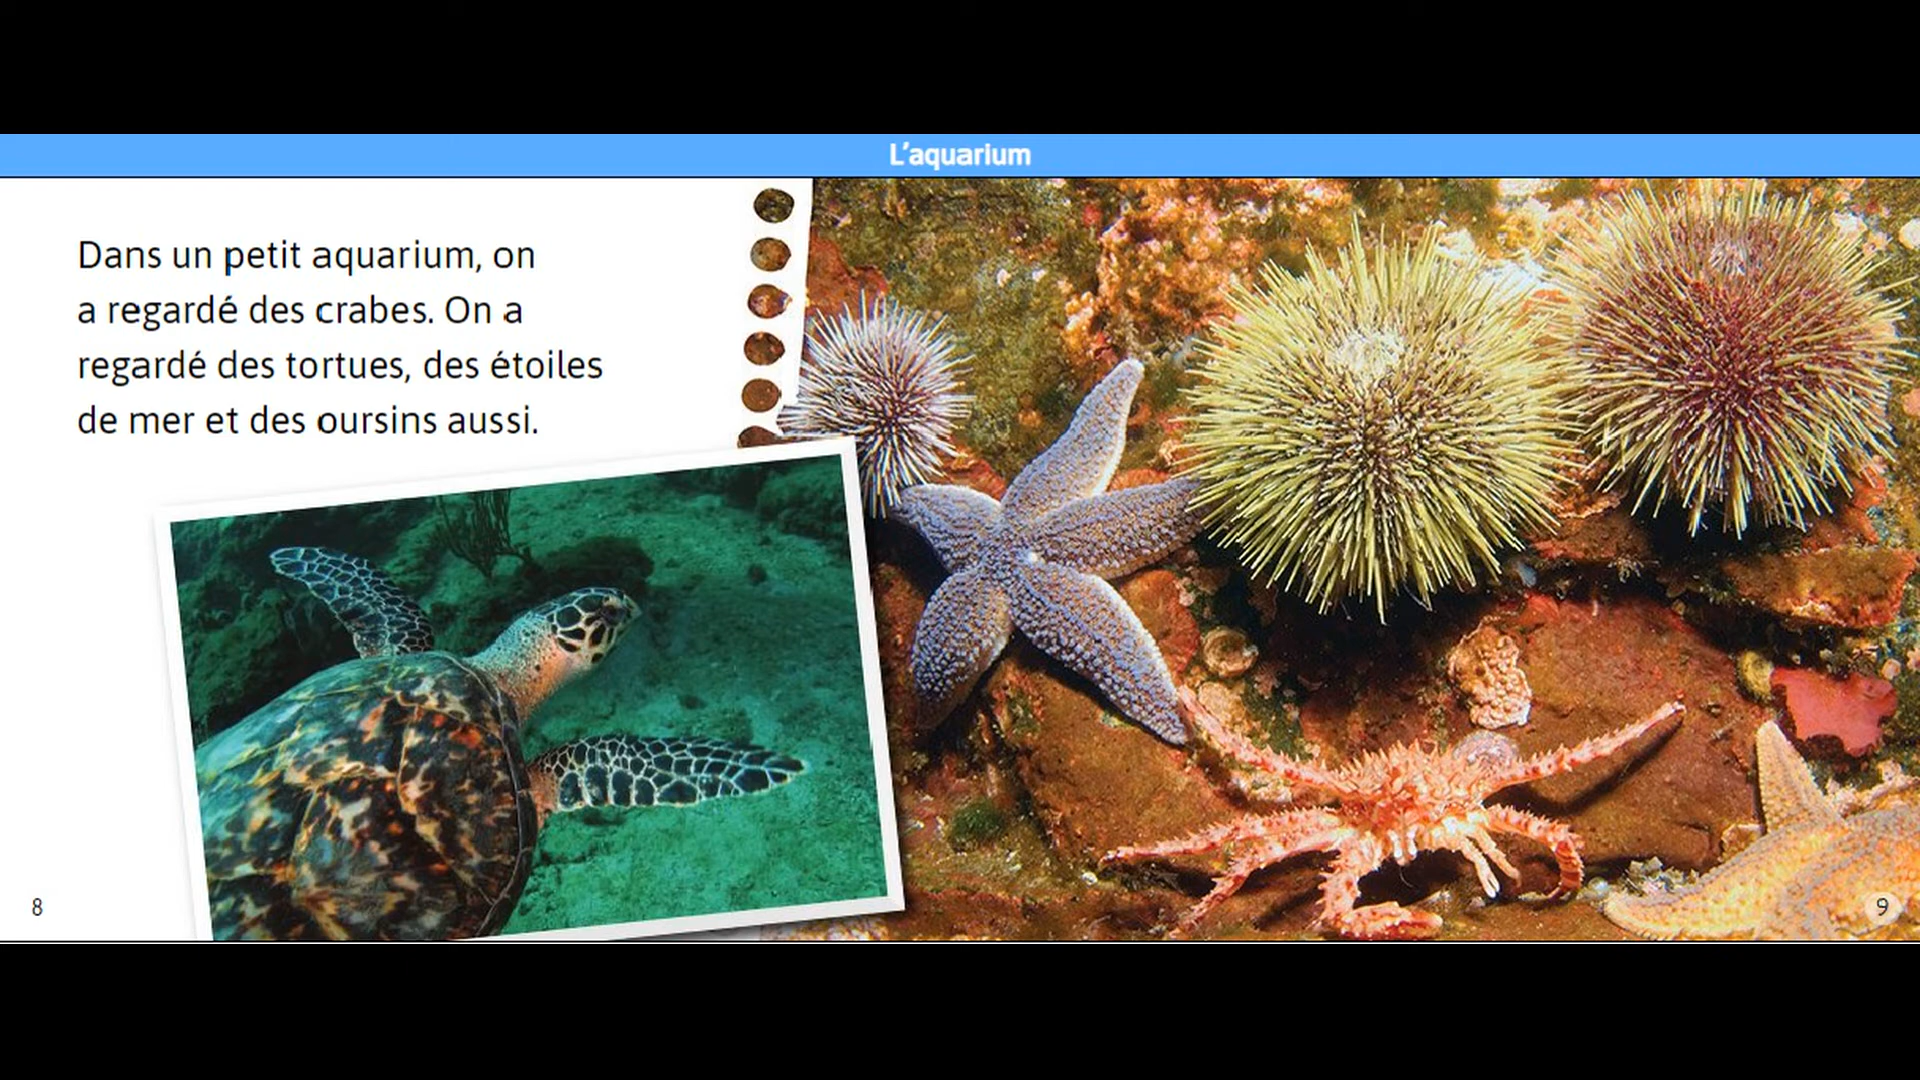 L'aquarium
Dans un petit aquarium, on
a regardé des crabes. On a
regardé des tortues, des étoiles
de mer et des oursins aussi.
8
9